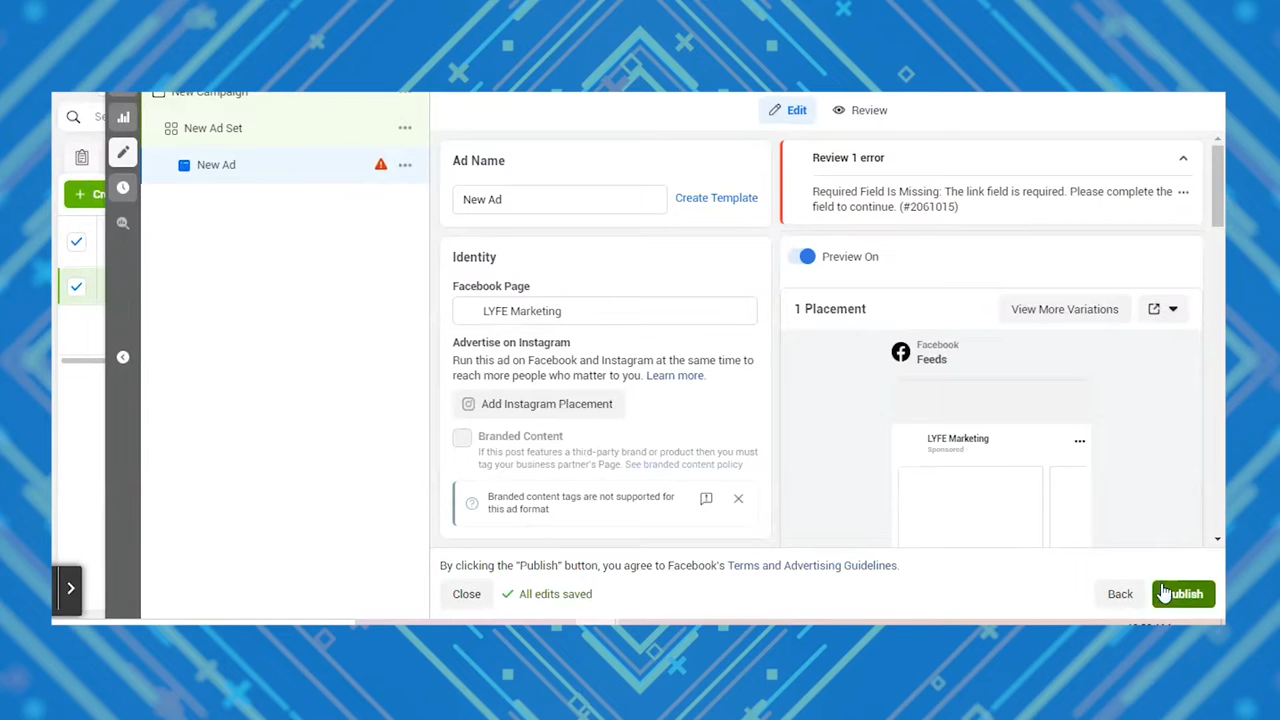 New Campaign
New Ad Set
New Ad
Edit
Review
Ad Name
New Ad
Create Template
Identity
Facebook Page
LYFE Marketing
Advertise on Instagram
Run this ad on Facebook and Instagram at the same time to
reach more people who matter to you. Learn more.
Add Instagram Placement
Branded Content
If this post features a third-party brand or product then you must
tag your business partner's Page. See branded content policy
Branded content tags are not supported for
this ad format
Review 1 error
Required Field Is Missing: The link field is required. Please complete the
field to continue. (#2061015)
Preview On
1 Placement
View More Variations
Facebook
Feeds
LYFE Marketing
Sponsored
By clicking the "Publish" button, you agree to Facebook's Terms and Advertising Guidelines.
Close
All edits saved
Back
ublish